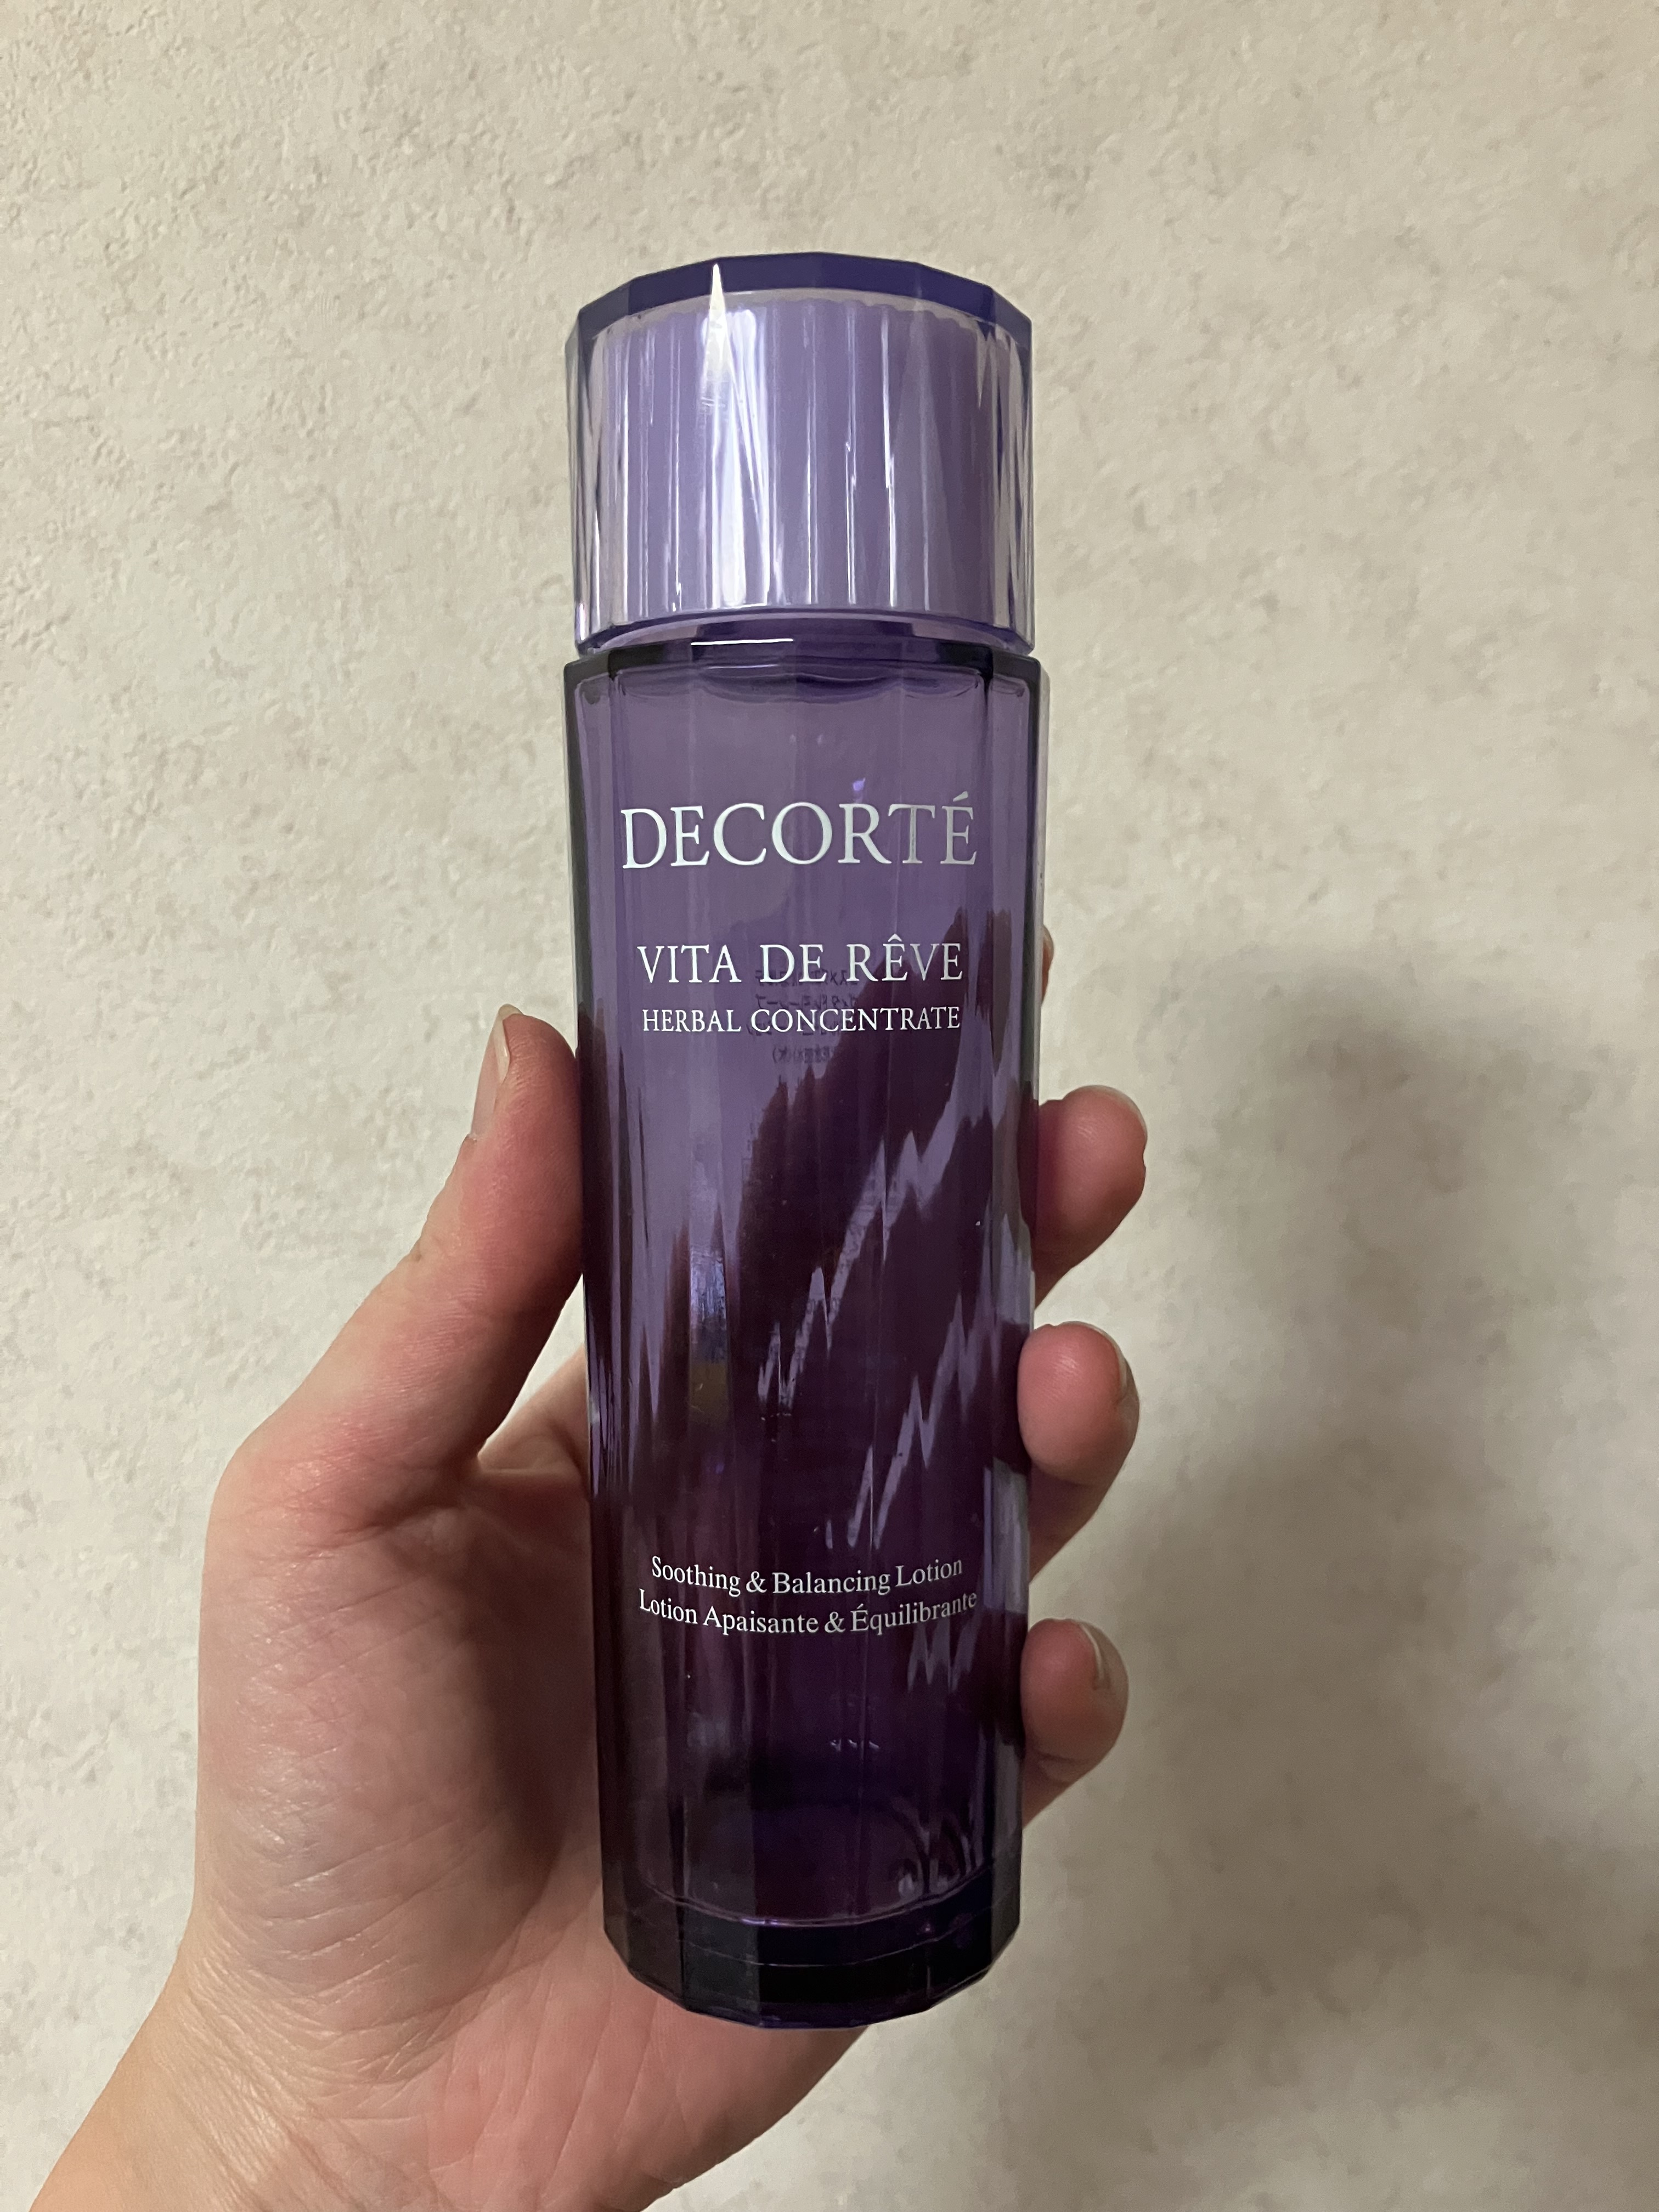 DECORTÉ
VITA DE RÊVE
HERBAL CONCENTRATE
Soothing & Balancing Lotion
Lotion Apaisante & Équilibrante